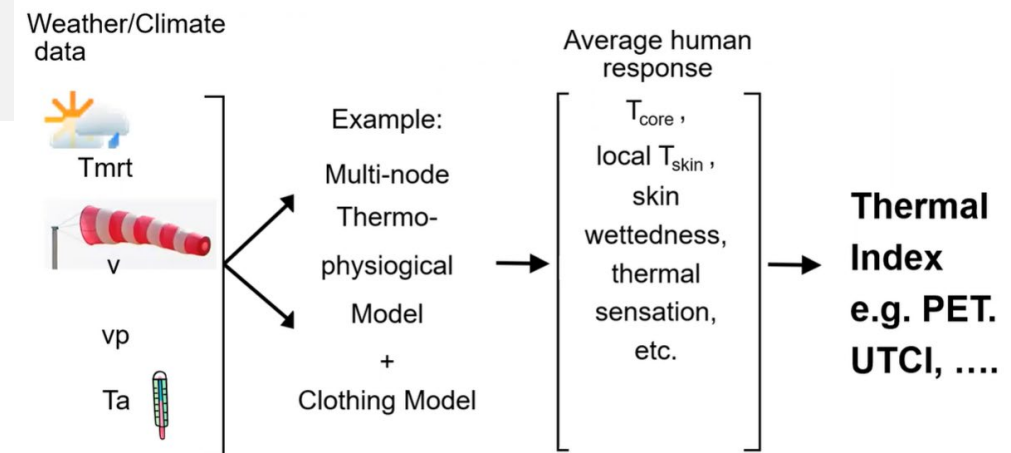 Weather/Climate
data
Tmrt
v
vp
Ta
Example:
Multi-node
Thermo-
physiogical
Model
+
Clothing Model
Average human
response
Tcore ,
local Tskin ,
skin
wettedness,
thermal
sensation,
etc.
Thermal
Index
e.g. PET.
UTCI, ....